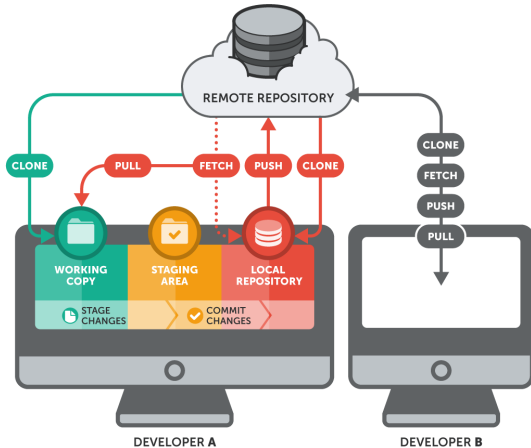 REMOTE REPOSITORY
CLONE
PULL
FETCH
PUSH
CLONE
CLONE
FETCH
PUSH
PULL
WORKING
COPY
STAGING
AREA
LOCAL
REPOSITORY
STAGE
CHANGES
COMMIT
CHANGES
DEVELOPER A
DEVELOPER B